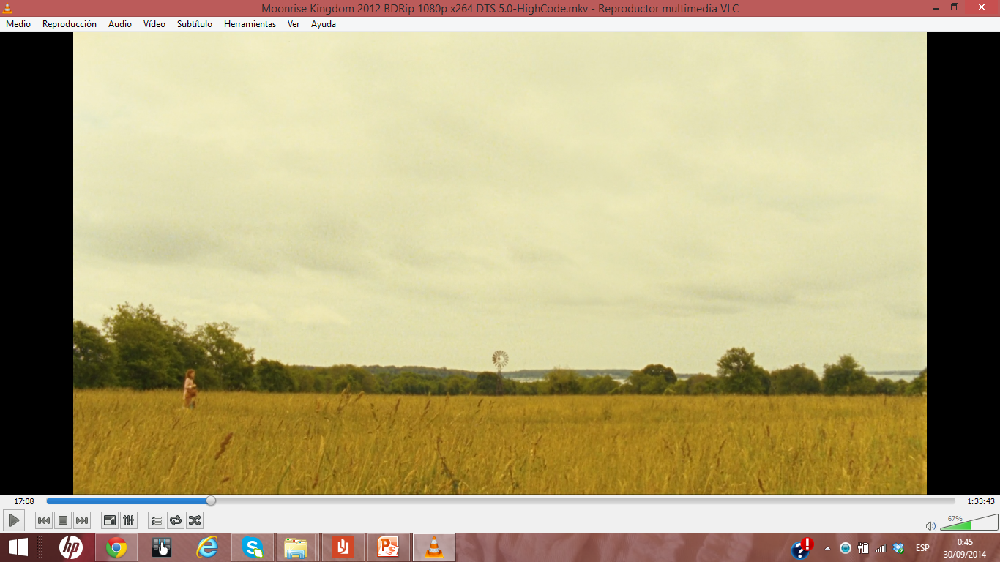 Moonrise Kingdom 2012 BDRip 1080p x264 DTS 5.0-HighCode.mkv - Reproductor multimedia VLC
Medio Reproducción Audio Vídeo Subtítulo Herramientas Ver Ayuda
17:08 1:33:43
67%
hp
ESP
0:45
30/09/2014